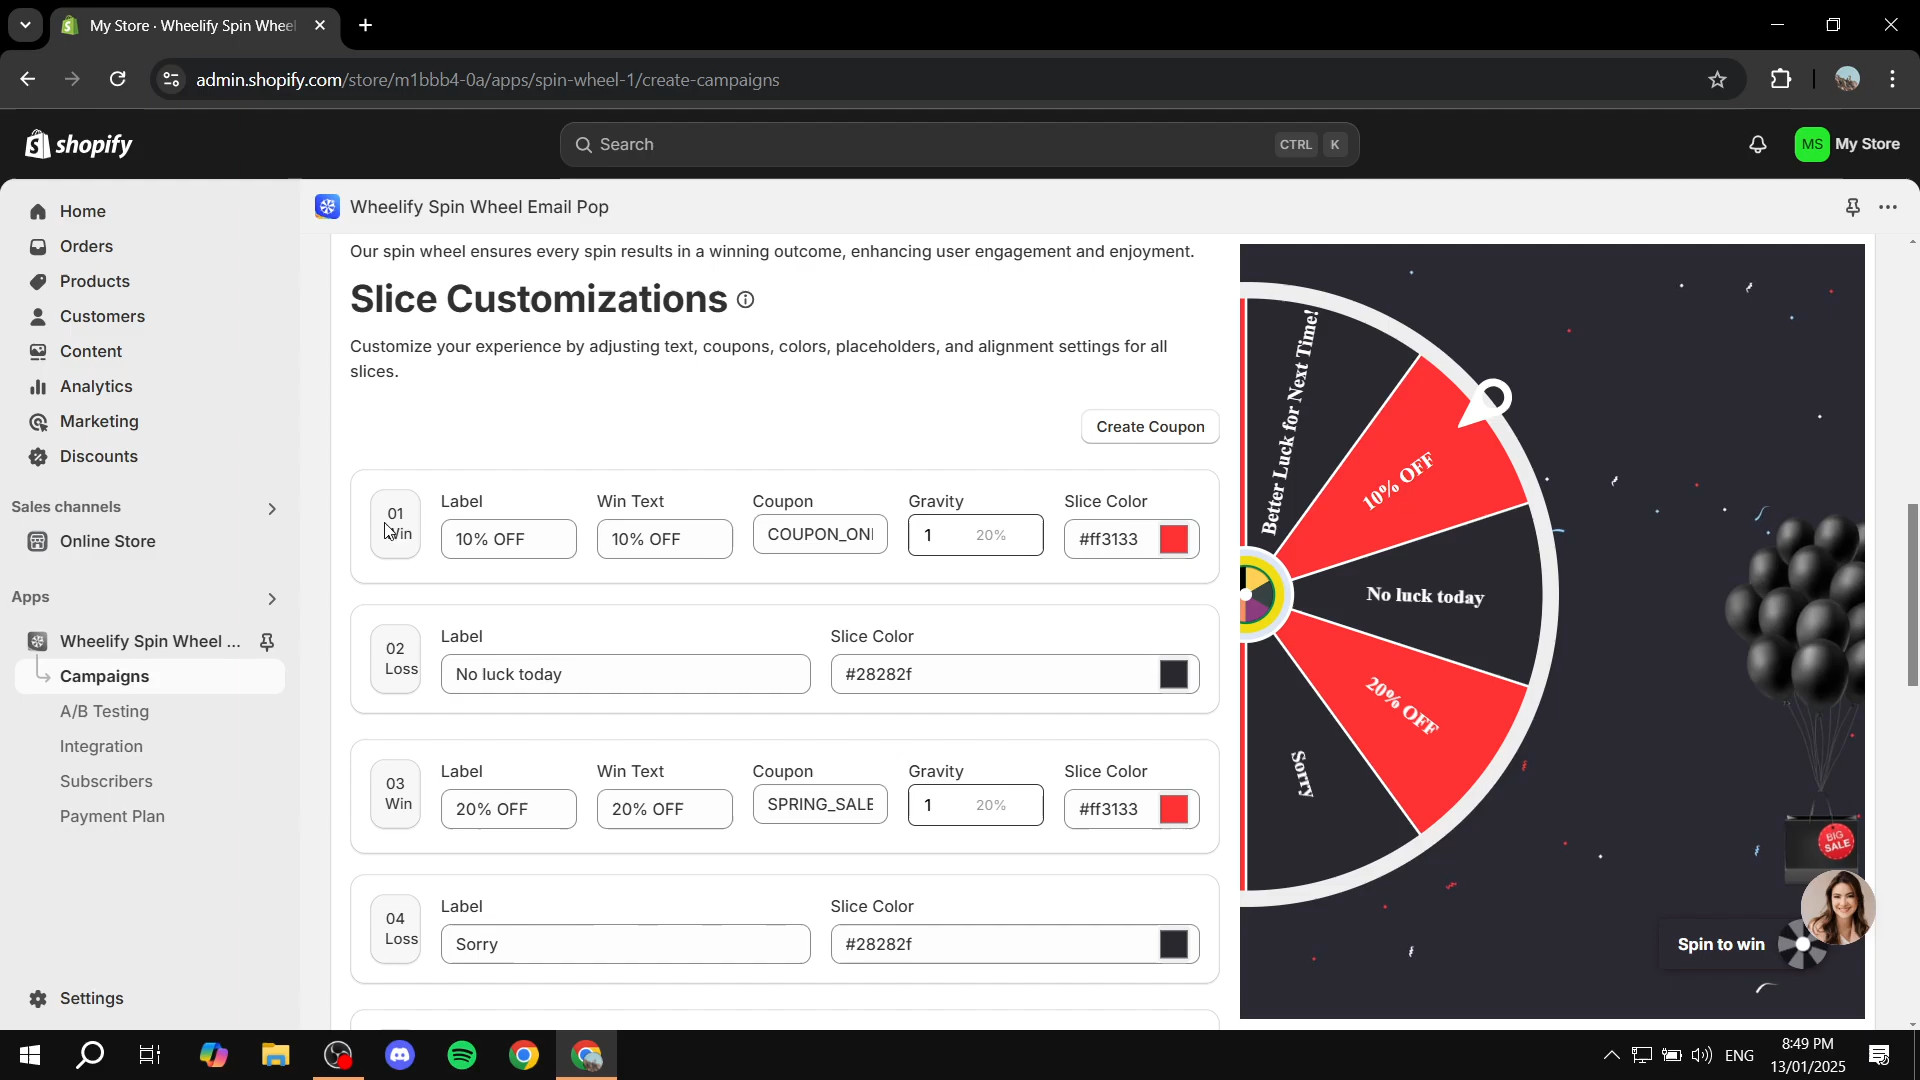 My Store · Wheelify Spin Wheel
admin.shopify.com/store/m1bbb4-0a/apps/spin-wheel-1/create-campaigns
shopify
Search
CTRL K
MS My Store
Home
Orders
Products
Customers
Content
Analytics
Marketing
Discounts
Sales channels
Online Store
Apps
Wheelify Spin Wheel ...
Campaigns
A/B Testing
Integration
Subscribers
Payment Plan
Settings
Wheelify Spin Wheel Email Pop
Our spin wheel ensures every spin results in a winning outcome, enhancing user engagement and enjoyment.
Slice Customizations
Customize your experience by adjusting text, coupons, colors, placeholders, and alignment settings for all
slices.
Create Coupon
01
Win
Label Win Text Coupon Gravity Slice Color
10% OFF 10% OFF COUPON_ON 1 20% #ff3133
02
Loss
Label Slice Color
No luck today #28282f
03
Win
Label Win Text Coupon Gravity Slice Color
20% OFF 20% OFF SPRING_SALE 1 20% #ff3133
04
Loss
Label Slice Color
Sorry #28282f
Better Luck for Next Time!
10% OFF
No luck today
20% OFF
Sorry
BIG
SALE
Spin to win
ENG
8:49 PM
13/01/2025